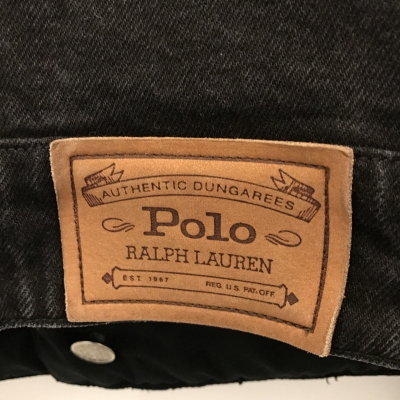 AUTHENTIC DUNGAREES
Polo
RALPH LAUREN
EST. 1967 REG. U.S. PAT. OFF.